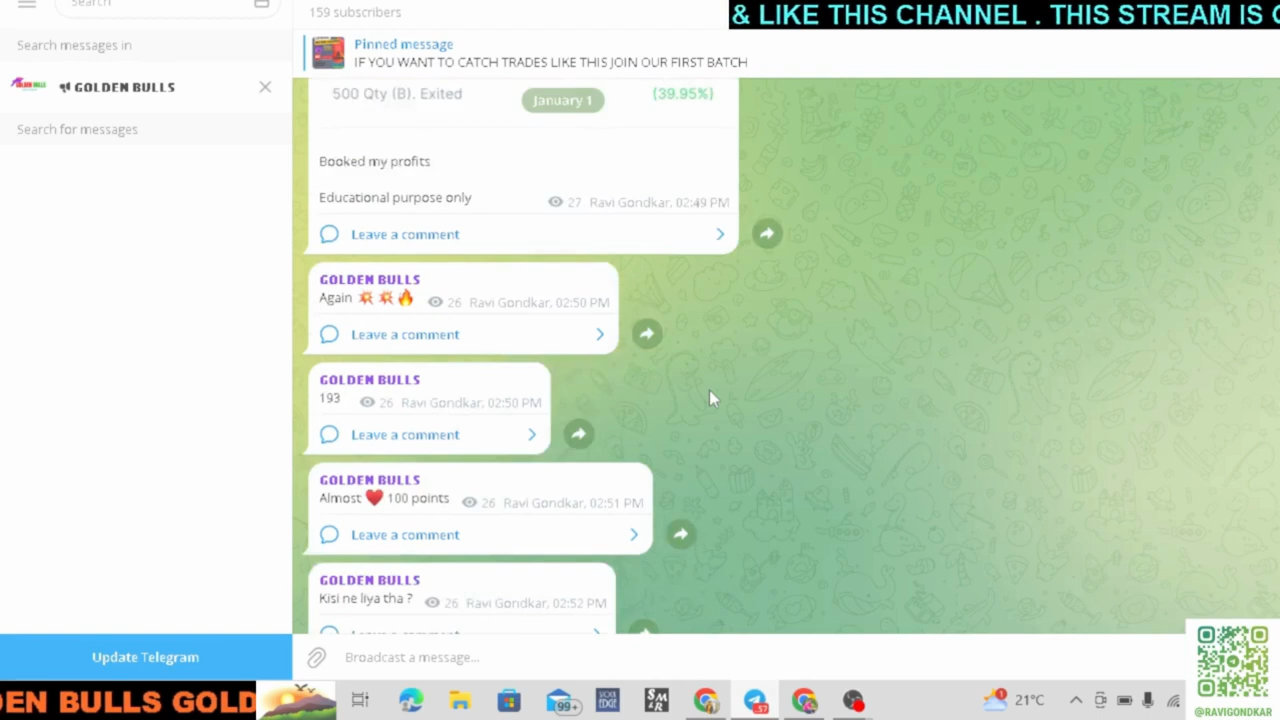 Search
159 subscribers
& LIKE THIS CHANNEL . THIS STREAM IS
Search messages in
Pinned message
IF YOU WANT TO CATCH TRADES LIKE THIS JOIN OUR FIRST BATCH
GOLDEN BULLS
Search for messages
500 Qty (B). Exited
January 1
(39.95%)
Booked my profits
Educational purpose only
27 Ravi Gondkar, 02:49 PM
Leave a comment
GOLDEN BULLS
Again 💥 💥 🔥 26 Ravi Gondkar, 02:50 PM
Leave a comment
GOLDEN BULLS
193 26 Ravi Gondkar, 02:50 PM
Leave a comment
GOLDEN BULLS
Almost ❤️ 100 points 26 Ravi Gondkar, 02:51 PM
Leave a comment
GOLDEN BULLS
Kisi ne liya tha ? 26 Ravi Gondkar, 02:52 PM
Update Telegram
Broadcast a message...
DEN BULLS GOLD
99+
57
1
21°C
@RAVIGONDKAR